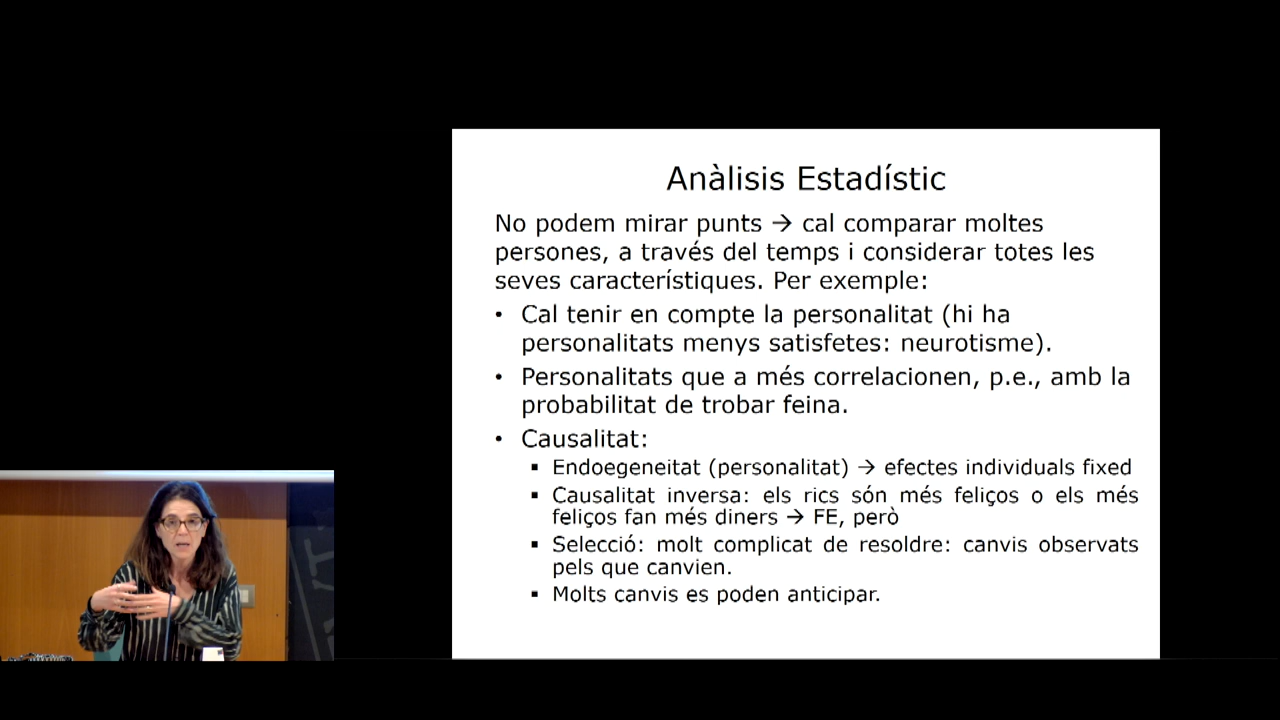 Anàlisis Estadístic
No podem mirar punts → cal comparar moltes
persones, a través del temps i considerar totes les
seves característiques. Per exemple:
• Cal tenir en compte la personalitat (hi ha
personalitats menys satisfetes: neurotisme).
• Personalitats que a més correlacionen, p.e., amb la
probabilitat de trobar feina.
• Causalitat:
▪ Endoegeneitat (personalitat) → efectes individuals fixed
▪ Causalitat inversa: els rics són més feliços o els més
feliços fan més diners → FE, però
▪ Selecció: molt complicat de resoldre: canvis observats
pels que canvien.
▪ Molts canvis es poden anticipar.